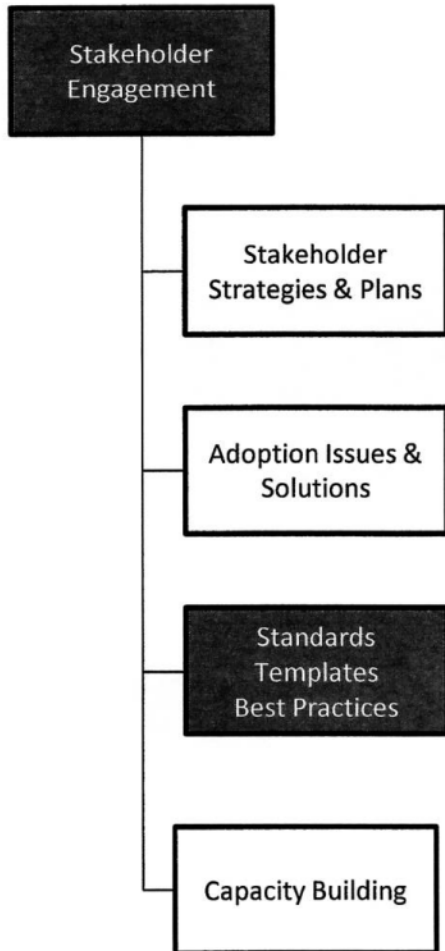 Stakeholder
Engagement
Stakeholder
Strategies & Plans
Adoption Issues &
Solutions
Standards
Templates
Best Practices
Capacity Building